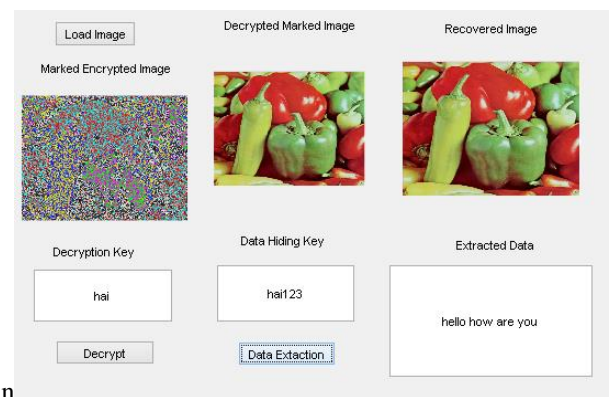 Load Image
Decrypted Marked Image
Recovered Image
Marked Encrypted Image
Decryption Key
Data Hiding Key
Extracted Data
hai
hai123
hello how are you
Decrypt
Data Extaction
n